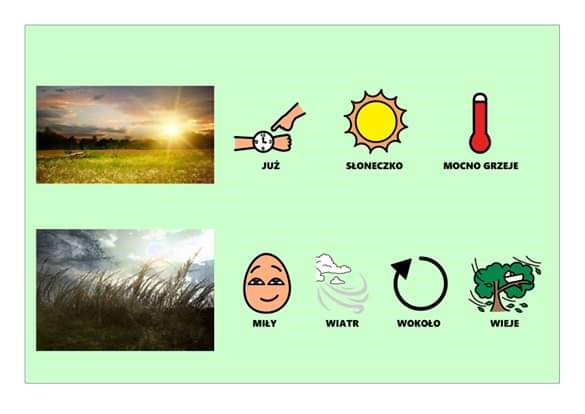 JUŻ SŁONECZKO MOCNO GRZEJE
MIŁY WIATR WOKOŁO WIEJE